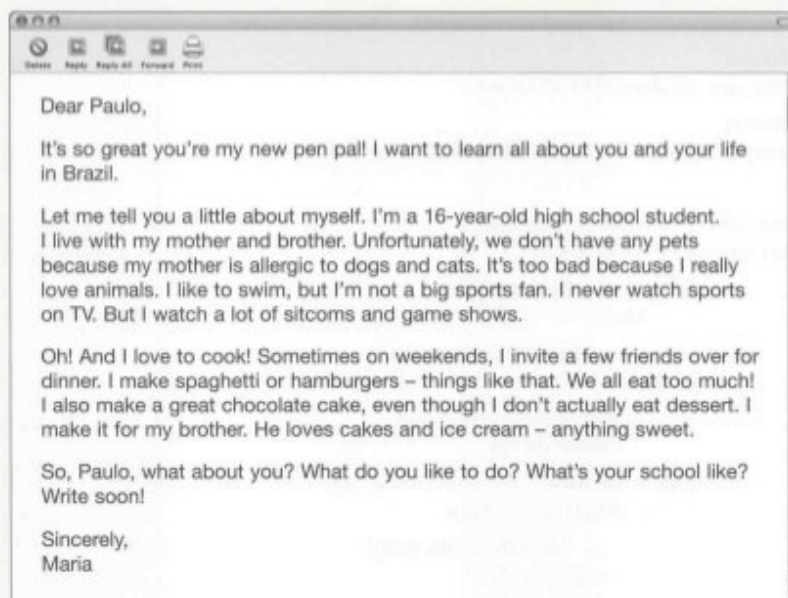 Delete Reply Reply All Forward Print
Dear Paulo,
It's so great you're my new pen pal! I want to learn all about you and your life
in Brazil.
Let me tell you a little about myself. I'm a 16-year-old high school student.
I live with my mother and brother. Unfortunately, we don't have any pets
because my mother is allergic to dogs and cats. It's too bad because I really
love animals. I like to swim, but I'm not a big sports fan. I never watch sports
on TV. But I watch a lot of sitcoms and game shows.
Oh! And I love to cook! Sometimes on weekends, I invite a few friends over for
dinner. I make spaghetti or hamburgers – things like that. We all eat too much!
I also make a great chocolate cake, even though I don't actually eat dessert. I
make it for my brother. He loves cakes and ice cream – anything sweet.
So, Paulo, what about you? What do you like to do? What's your school like?
Write soon!
Sincerely,
Maria